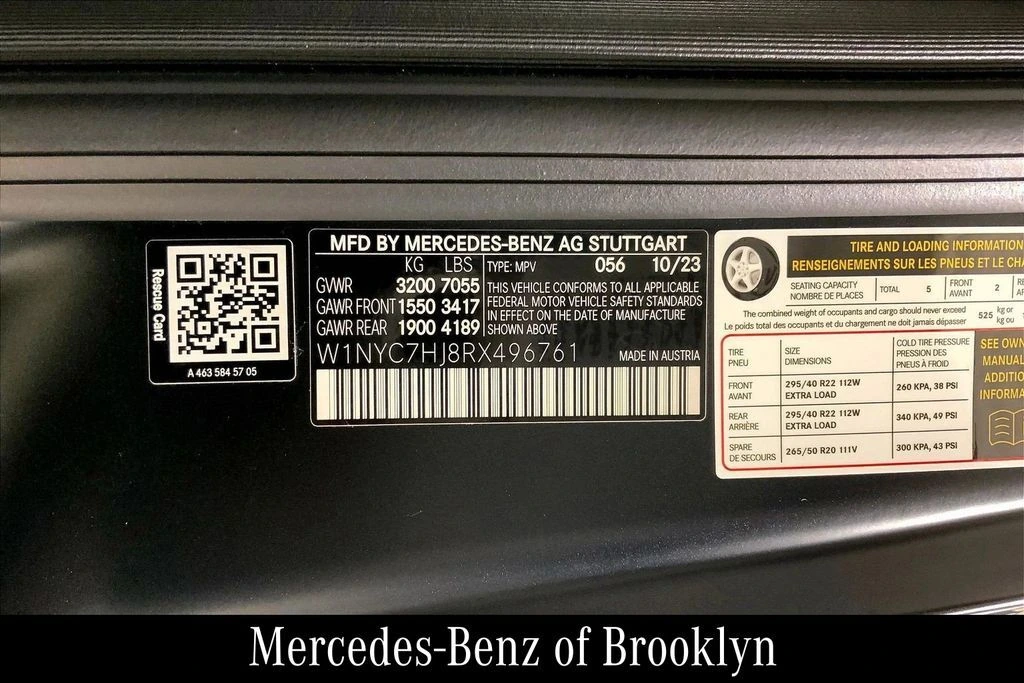 Rescue Card
A 463 584 57 05
MFD BY MERCEDES-BENZ AG STUTTGART
KG LBS
GVWR 3200 7055
GAWR FRONT 1550 3417
GAWR REAR 1900 4189
TYPE: MPV 056 10/23
THIS VEHICLE CONFORMS TO ALL APPLICABLE
FEDERAL MOTOR VEHICLE SAFETY STANDARDS
IN EFFECT ON THE DATE OF MANUFACTURE
SHOWN ABOVE
W1NYC7HJ8RX496761 MADE IN AUSTRIA
TIRE AND LOADING INFORMATION
RENSEIGNEMENTS SUR LES PNEUS ET LE
SEATING CAPACITY
NOMBRE DE PLACES
TOTAL 5
FRONT
AVANT
2
The combined weight of occupants and cargo should never exceed
Le poids total des occupants et du chargement ne doit jamais dépasser
525 kg or
kg ou
TIRE
PNEU
SIZE
DIMENSIONS
COLD TIRE PRESSURE
PRESSION DES
PNEUS À FROID
FRONT
AVANT
295/40 R22 112W
EXTRA LOAD
260 KPA, 38 PSI
REAR
ARRIÈRE
295/40 R22 112W
EXTRA LOAD
340 KPA, 49 PSI
SPARE
DE SECOURS
265/50 R20 111V
300 KPA, 43 PSI
SEE
Mercedes-Benz of Brooklyn